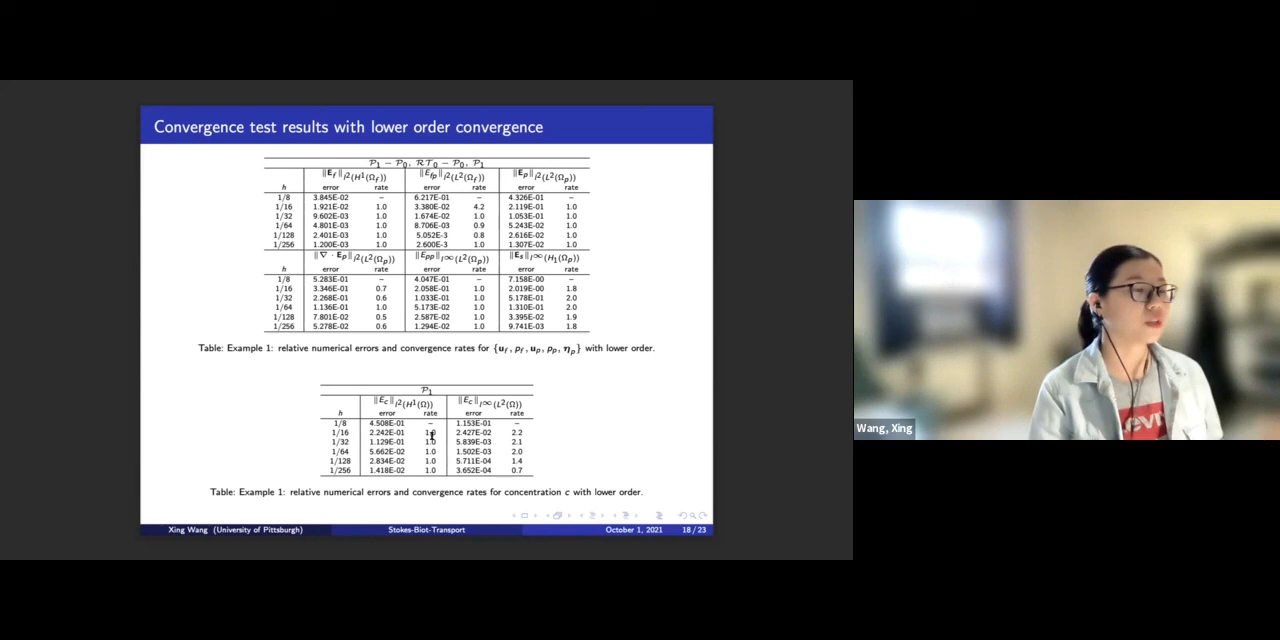 Convergence test results with lower order convergence
P₁ − P₀, RT₀ − P₀, P₁
‖E_f‖_{l²(H¹(Ω_f))} ‖E_{fp}‖_{l²(L²(Ω_f))} ‖E_p‖_{l²(L²(Ω_p))}
h error rate error rate error rate
1/8 3.845E-02 – 6.217E-01 – 4.326E-01 –
1/16 1.921E-02 1.0 3.380E-02 4.2 2.119E-01 1.0
1/32 9.602E-03 1.0 1.674E-02 1.0 1.053E-01 1.0
1/64 4.801E-03 1.0 8.706E-03 0.9 5.243E-02 1.0
1/128 2.401E-03 1.0 5.052E-3 0.8 2.616E-02 1.0
1/256 1.200E-03 1.0 2.600E-3 1.0 1.307E-02 1.0
‖∇ · E_p‖_{l²(L²(Ω_p))} ‖E_{pp}‖_{l∞(L²(Ω_p))} ‖E_s‖_{l∞(H₁(Ω_p))}
h error rate error rate error rate
1/8 5.283E-01 – 4.047E-01 – 7.158E-00 –
1/16 3.346E-01 0.7 2.058E-01 1.0 2.019E-00 1.8
1/32 2.268E-01 0.6 1.033E-01 1.0 5.178E-01 2.0
1/64 1.136E-01 1.0 5.173E-02 1.0 1.310E-01 2.0
1/128 7.801E-02 0.5 2.587E-02 1.0 3.395E-02 1.9
1/256 5.278E-02 0.6 1.294E-02 1.0 9.741E-03 1.8
Table: Example 1: relative numerical errors and convergence rates for {u_f, p_f, u_p, p_p, η_p} with lower order.
P₁
‖E_c‖_{l²(H¹(Ω))} ‖E_c‖_{l∞(L²(Ω))}
h error rate error rate
1/8 4.508E-01 – 1.153E-01 –
1/16 2.242E-01 1.0 2.427E-02 2.2
1/32 1.129E-01 1.0 5.839E-03 2.1
1/64 5.662E-02 1.0 1.502E-03 2.0
1/128 2.834E-02 1.0 5.711E-04 1.4
1/256 1.418E-02 1.0 3.652E-04 0.7
Table: Example 1: relative numerical errors and convergence rates for concentration c with lower order.
Xing Wang (University of Pittsburgh) Stokes-Biot-Transport October 1, 2021 18 / 23
Wang, Xing